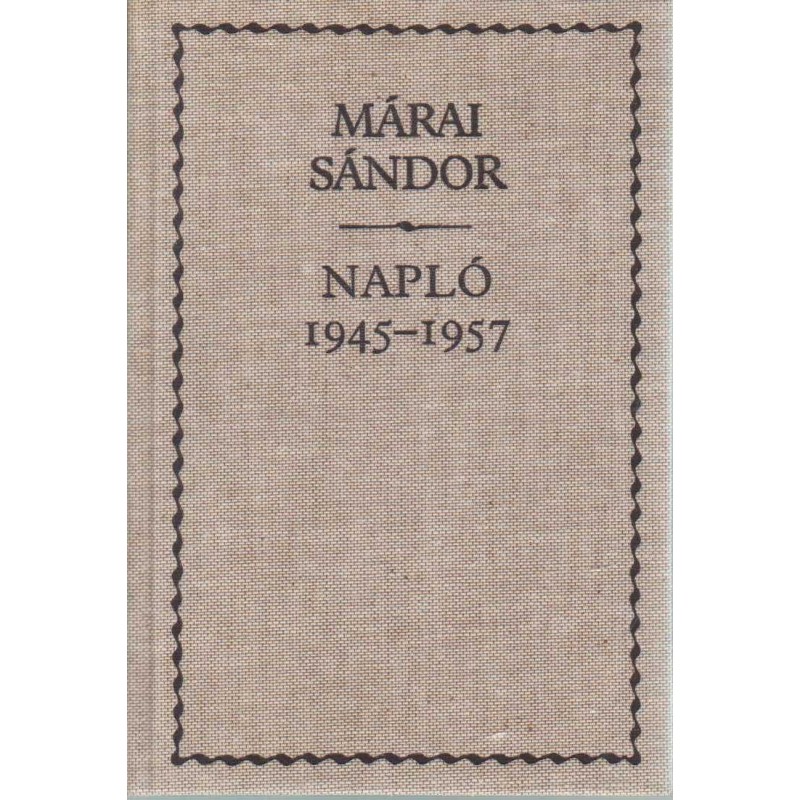 MÁRAI
SÁNDOR
NAPLÓ
1945–1957